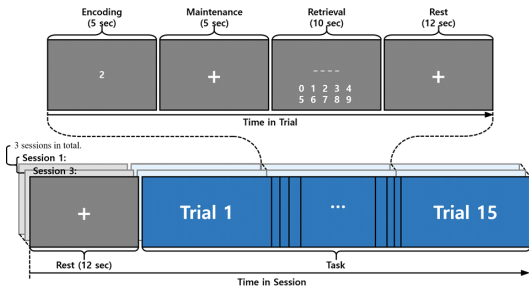 Encoding
(5 sec)
Maintenance
(5 sec)
Retrieval
(10 sec)
Rest
(12 sec)
2
+
_ _ _ _
0 1 2 3 4
5 6 7 8 9
+
Time in Trial
3 sessions in total.
Session 1:
Session 3:
+
Trial 1
...
Trial 15
Rest (12 sec)
Task
Time in Session